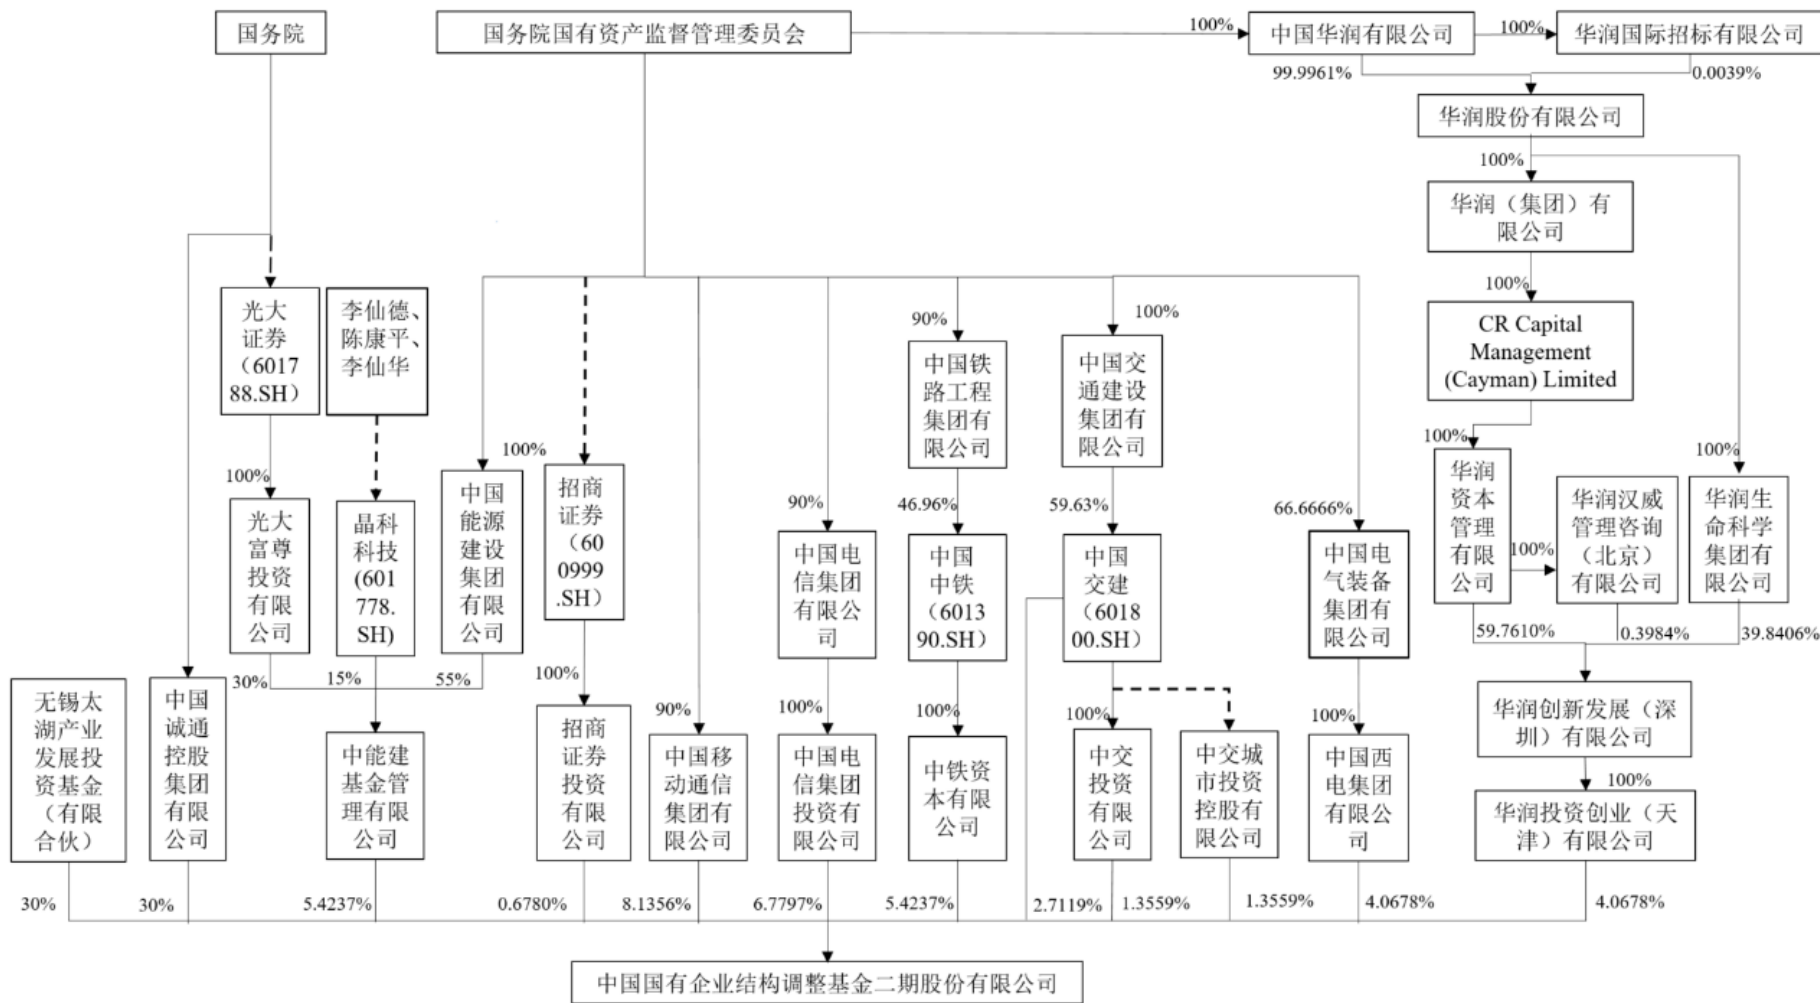 国务院
国务院国有资产监督管理委员会
100%
中国华润有限公司
100%
华润国际招标有限公司
99.9961%
0.0039%
华润股份有限公司
100%
100%
华润（集团）有
限公司
100%
CR Capital
Management
(Cayman) Limited
光大
证券
（6017
88.SH）
李仙德、
陈康平、
李仙华
90%
中国铁
路工程
集团有
限公司
100%
中国交
通建设
集团有
限公司
100%
光大
富尊
投资
有限
公司
晶科
科技
(601
778.
SH)
100%
中国
能源
建设
集团
有限
公司
招商
证券
（60
0999
.SH）
90%
中国电
信集团
有限公
司
46.96%
中国
中铁
（6013
90.SH）
59.63%
中国
交建
（6018
00.SH）
66.6666%
中国电
气装备
集团有
限公司
100%
华润
资本
管理
有限
公司
100%
华润汉威
管理咨询
（北京）
有限公司
华润生
命科学
集团有
限公司
59.7610%
0.3984%
39.8406%
华润创新发展（深
圳）有限公司
100%
华润投资创业（天
津）有限公司
无锡太
湖产业
发展投
资基金
（有限
合伙）
中国
诚通
控股
集团
有限
公司
30%
15%
55%
中能建
基金管
理有限
公司
100%
招商
证券
投资
有限
公司
90%
中国移
动通信
集团有
限公司
100%
中国电
信集团
投资有
限公司
100%
中铁资
本有限
公司
100%
中交
投资
有限
公司
中交城
市投资
控股有
限公司
100%
中国西
电集团
有限公
司
30%
30%
5.4237%
0.6780%
8.1356%
6.7797%
5.4237%
2.7119%
1.3559%
1.3559%
4.0678%
4.0678%
中国国有企业结构调整基金二期股份有限公司